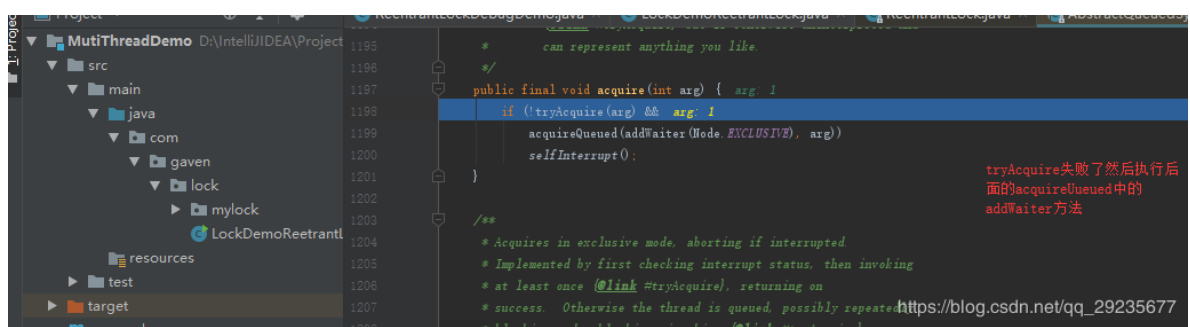 MutiThreadDemo D:\IntelliJIDEA\Project
src
main
java
com
gaven
lock
mylock
LockDemoReetrantL
resources
test
target
1195 * can represent anything you like.
1196 */
1197 public final void acquire(int arg) { arg: 1
1198 if (!tryAcquire(arg) && arg: 1
1199 acquireQueued(addWaiter(Node.EXCLUSIVE), arg))
1200 selfInterrupt();
1201 }
1202
1203 /**
1204 * Acquires in exclusive mode, aborting if interrupted.
1205 * Implemented by first checking interrupt status, then invoking
1206 * at least once {@link #tryAcquire}, returning on
1207 * success. Otherwise the thread is queued, possibly repeatedly
tryAcquire失败了然后执行后
面的acquireUueued中的
addWaiter方法
https://blog.csdn.net/qq_29235677